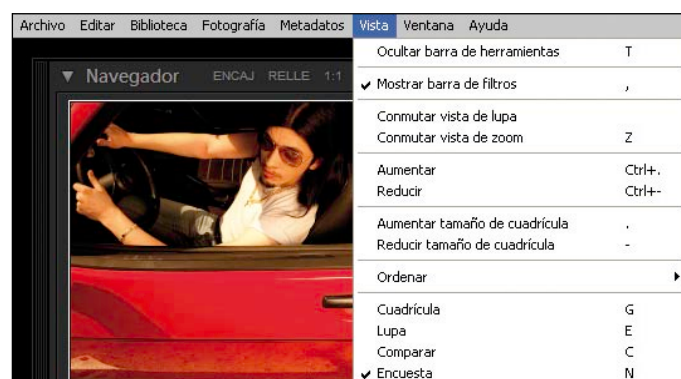 Archivo Editar Biblioteca Fotografía Metadatos Vista Ventana Ayuda
Navegador ENCAJ RELLE 1:1
Ocultar barra de herramientas T
Mostrar barra de filtros ,
Conmutar vista de lupa
Conmutar vista de zoom Z
Aumentar Ctrl+.
Reducir Ctrl+-
Aumentar tamaño de cuadrícula .
Reducir tamaño de cuadrícula -
Ordenar
Cuadrícula G
Lupa E
Comparar C
Encuesta N